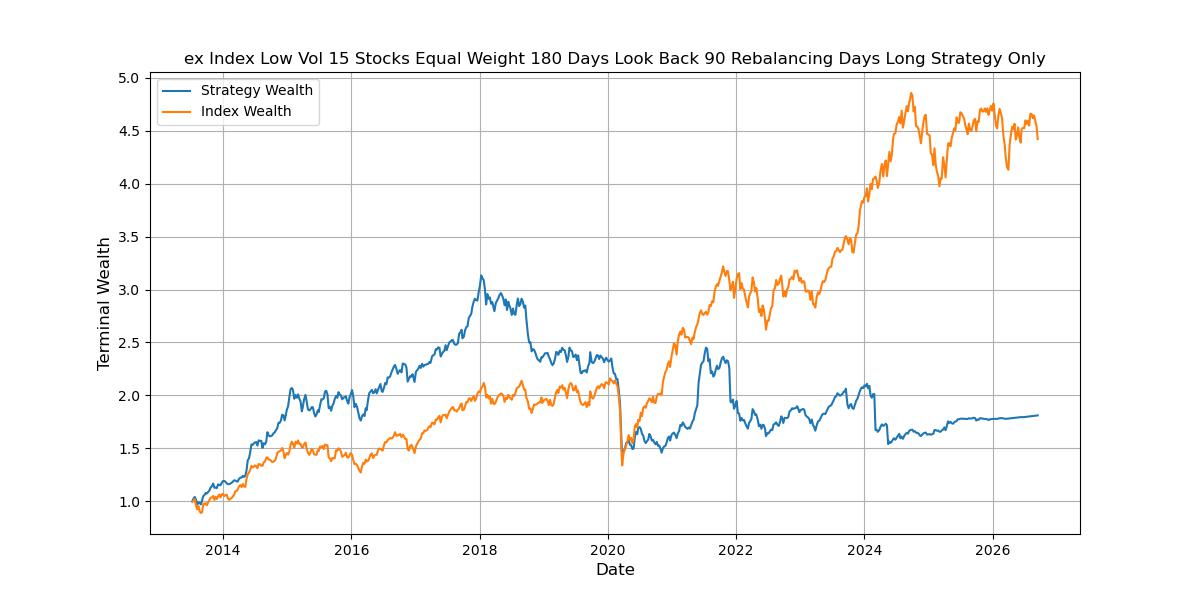 ex Index Low Vol 15 Stocks Equal Weight 180 Days Look Back 90 Rebalancing Days Long Strategy Only
Strategy Wealth
Index Wealth
Terminal Wealth
5.0
4.5
4.0
3.5
3.0
2.5
2.0
1.5
1.0
2014 2016 2018 2020 2022 2024 2026
Date